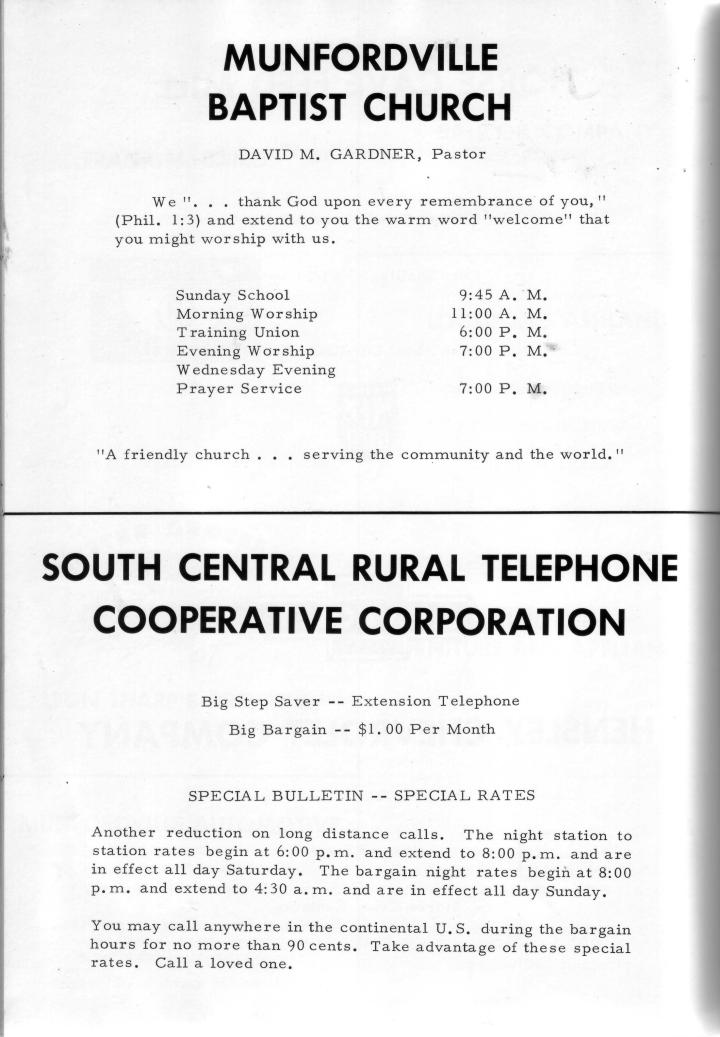 MUNFORDVILLE
BAPTIST CHURCH
DAVID M. GARDNER, Pastor
We ". . . thank God upon every remembrance of you,"
(Phil. 1:3) and extend to you the warm word "welcome" that
you might worship with us.
Sunday School 9:45 A. M.
Morning Worship 11:00 A. M.
Training Union 6:00 P. M.
Evening Worship 7:00 P. M.
Wednesday Evening
Prayer Service 7:00 P. M.
"A friendly church . . . serving the community and the world."
SOUTH CENTRAL RURAL TELEPHONE
COOPERATIVE CORPORATION
Big Step Saver -- Extension Telephone
Big Bargain -- $1.00 Per Month
SPECIAL BULLETIN -- SPECIAL RATES
Another reduction on long distance calls. The night station to
station rates begin at 6:00 p.m. and extend to 8:00 p.m. and are
in effect all day Saturday. The bargain night rates begin at 8:00
p.m. and extend to 4:30 a.m. and are in effect all day Sunday.
You may call anywhere in the continental U.S. during the bargain
hours for no more than 90 cents. Take advantage of these special
rates. Call a loved one.